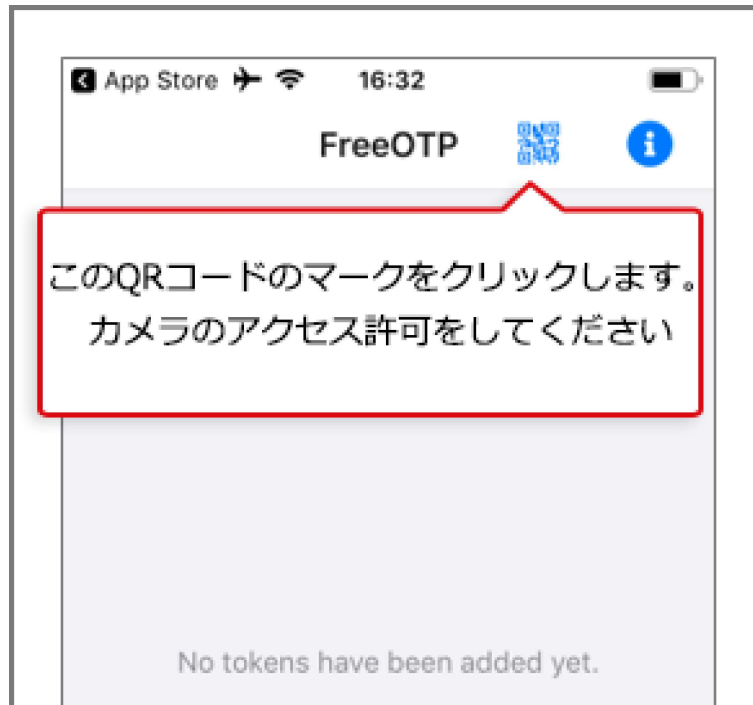 App Store 16:32
FreeOTP
このQRコードのマークをクリックします。
カメラのアクセス許可をしてください
No tokens have been added yet.